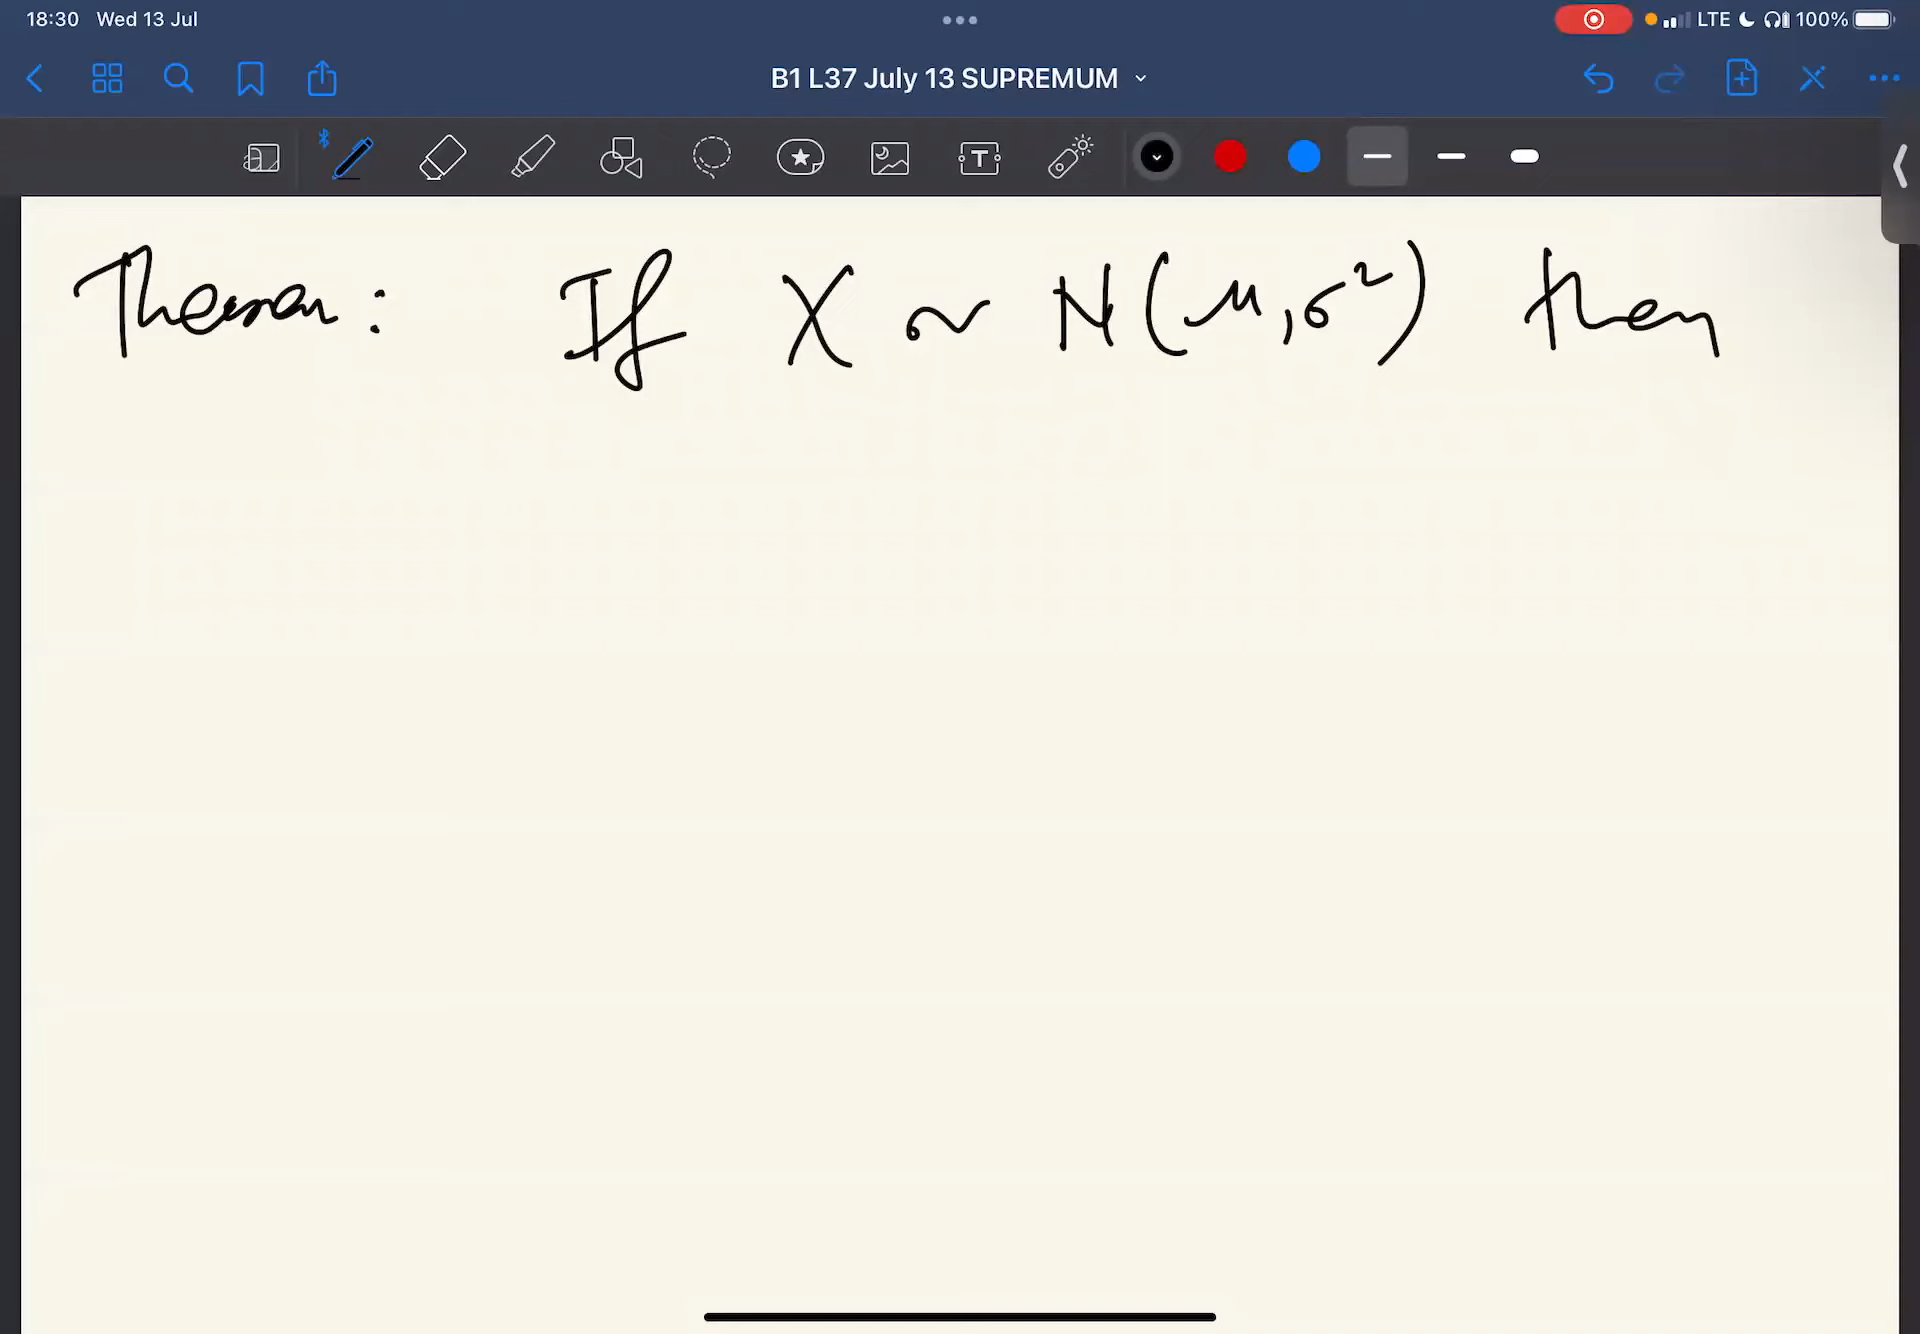 18:30 Wed 13 Jul
LTE 100%
B1 L37 July 13 SUPREMUM
T
Theorem: If X ~ N(μ,σ²) then